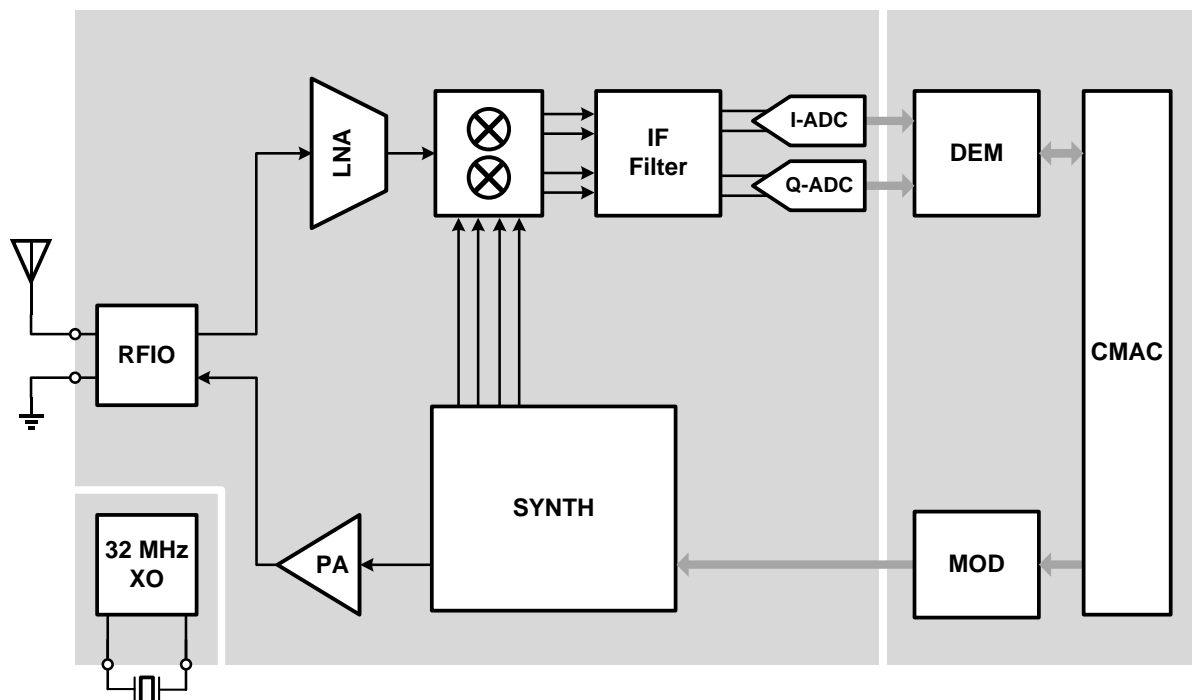 LNA
IF
Filter
I-ADC
Q-ADC
DEM
RFIO
CMAC
SYNTH
32 MHz
XO
PA
MOD